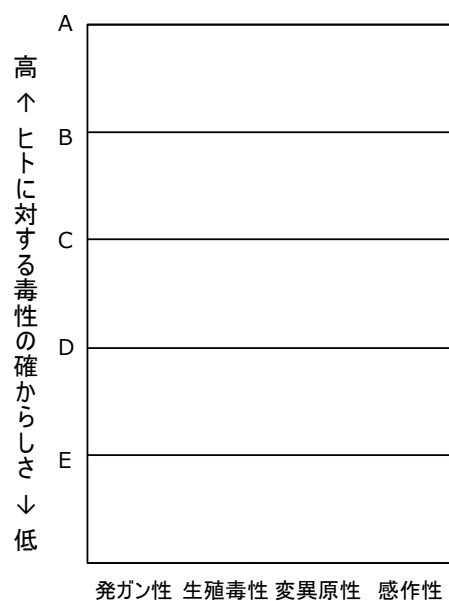 A
B
C
D
E
高 ↑ ヒトに対する毒性の確からしさ ↓ 低
発ガン性 生殖毒性 変異原性 感作性